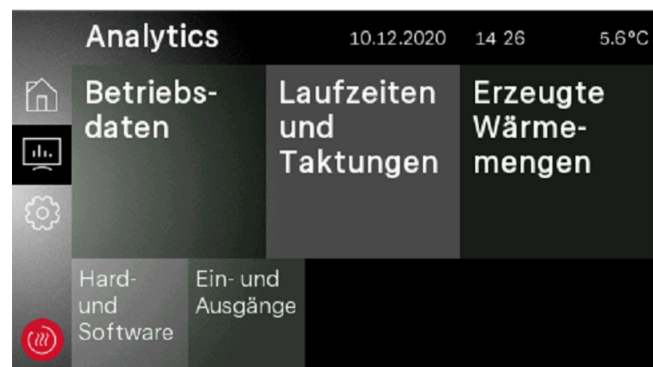 Analytics 10.12.2020 14 26 5.6°C
Betriebs-
daten
Laufzeiten
und
Taktungen
Erzeugte
Wärme-
mengen
Hard-
und
Software
Ein- und
Ausgänge